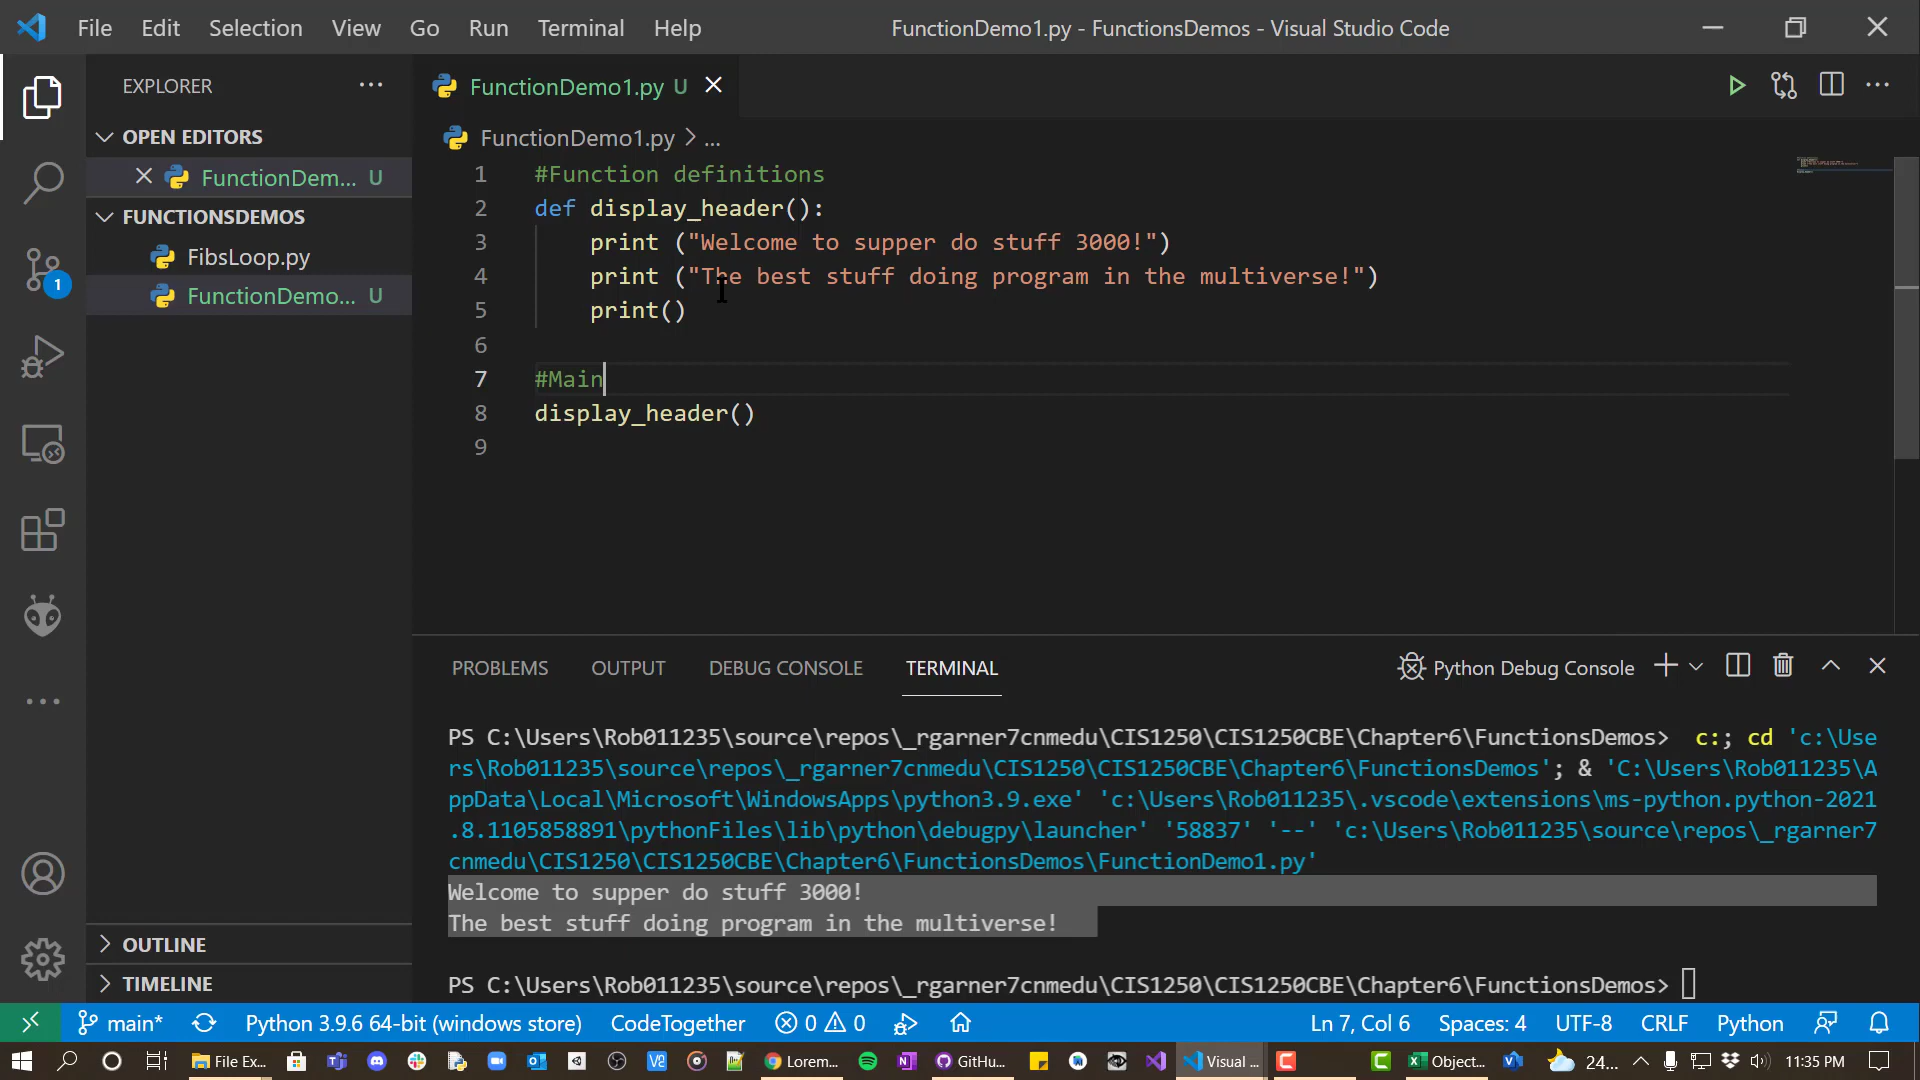 File Edit Selection View Go Run Terminal Help FunctionDemo1.py - FunctionsDemos - Visual Studio Code
EXPLORER
OPEN EDITORS
FunctionDem... U
FUNCTIONSDEMOS
FibsLoop.py
FunctionDemo... U
OUTLINE
TIMELINE
1
FunctionDemo1.py U
FunctionDemo1.py > ...
1 #Function definitions
2 def display_header():
3 print ("Welcome to supper do stuff 3000!")
4 print ("The best stuff doing program in the multiverse!")
5 print()
6
7 #Main
8 display_header()
9
PROBLEMS OUTPUT DEBUG CONSOLE TERMINAL Python Debug Console
PS C:\Users\Rob011235\source\repos\_rgarner7cnmedu\CIS1250\CIS1250CBE\Chapter6\FunctionsDemos> c:; cd 'c:\Use
rs\Rob011235\source\repos\_rgarner7cnmedu\CIS1250\CIS1250CBE\Chapter6\FunctionsDemos'; & 'C:\Users\Rob011235\A
ppData\Local\Microsoft\WindowsApps\python3.9.exe' 'c:\Users\Rob011235\.vscode\extensions\ms-python.python-2021
.8.1105858891\pythonFiles\lib\python\debugpy\launcher' '58837' '--' 'c:\Users\Rob011235\source\repos\_rgarner7
cnmedu\CIS1250\CIS1250CBE\Chapter6\FunctionsDemos\FunctionDemo1.py'
Welcome to supper do stuff 3000!
The best stuff doing program in the multiverse!
PS C:\Users\Rob011235\source\repos\_rgarner7cnmedu\CIS1250\CIS1250CBE\Chapter6\FunctionsDemos>
main* Python 3.9.6 64-bit (windows store) CodeTogether 0 0 Ln 7, Col 6 Spaces: 4 UTF-8 CRLF Python
File Ex... Lorem... GitHu... Visual ... Object... 24... 11:35 PM